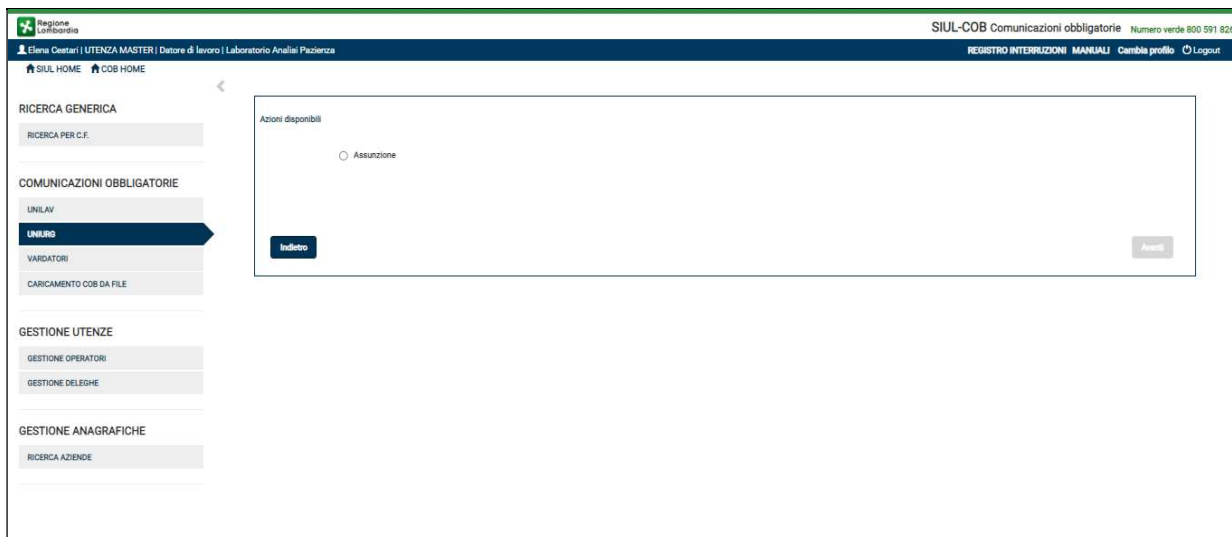 Regione
Lombardia
SIUL-COB Comunicazioni obbligatorie Numero verde 800 591 826
Elena Cestari | UTENZA MASTER | Datore di lavoro | Laboratorio Analisi Pazienza
REGISTRO INTERRUZIONI MANUALI Cambia profilo Logout
SIUL HOME COB HOME
RICERCA GENERICA
RICERCA PER C.F.
COMUNICAZIONI OBBLIGATORIE
UNILAV
UNIURG
VARDATORI
CARICAMENTO COB DA FILE
GESTIONE UTENZE
GESTIONE OPERATORI
GESTIONE DELEGHE
GESTIONE ANAGRAFICHE
RICERCA AZIENDE
Azioni disponibili
Assunzione
Indietro
Avanti